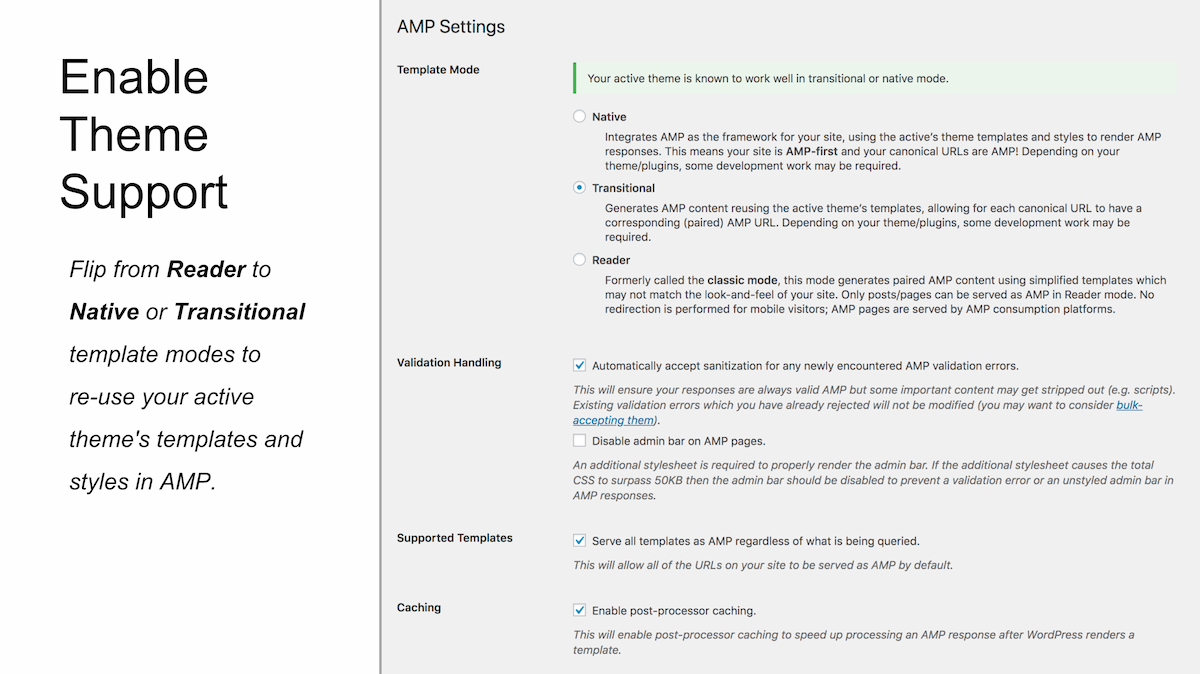 Enable
Theme
Support
Flip from Reader to
Native or Transitional
template modes to
re-use your active
theme's templates and
styles in AMP.
AMP Settings
Template Mode
Your active theme is known to work well in transitional or native mode.
Native
Integrates AMP as the framework for your site, using the active's theme templates and styles to render AMP
responses. This means your site is AMP-first and your canonical URLs are AMP! Depending on your
theme/plugins, some development work may be required.
Transitional
Generates AMP content reusing the active theme's templates, allowing for each canonical URL to have a
corresponding (paired) AMP URL. Depending on your theme/plugins, some development work may be
required.
Reader
Formerly called the classic mode, this mode generates paired AMP content using simplified templates which
may not match the look-and-feel of your site. Only posts/pages can be served as AMP in Reader mode. No
redirection is performed for mobile visitors; AMP pages are served by AMP consumption platforms.
Validation Handling
Automatically accept sanitization for any newly encountered AMP validation errors.
This will ensure your responses are always valid AMP but some important content may get stripped out (e.g. scripts).
Existing validation errors which you have already rejected will not be modified (you may want to consider bulk-
accepting them).
Disable admin bar on AMP pages.
An additional stylesheet is required to properly render the admin bar. If the additional stylesheet causes the total
CSS to surpass 50KB then the admin bar should be disabled to prevent a validation error or an unstyled admin bar in
AMP responses.
Supported Templates
Serve all templates as AMP regardless of what is being queried.
This will allow all of the URLs on your site to be served as AMP by default.
Caching
Enable post-processor caching.
This will enable post-processor caching to speed up processing an AMP response after WordPress renders a
template.